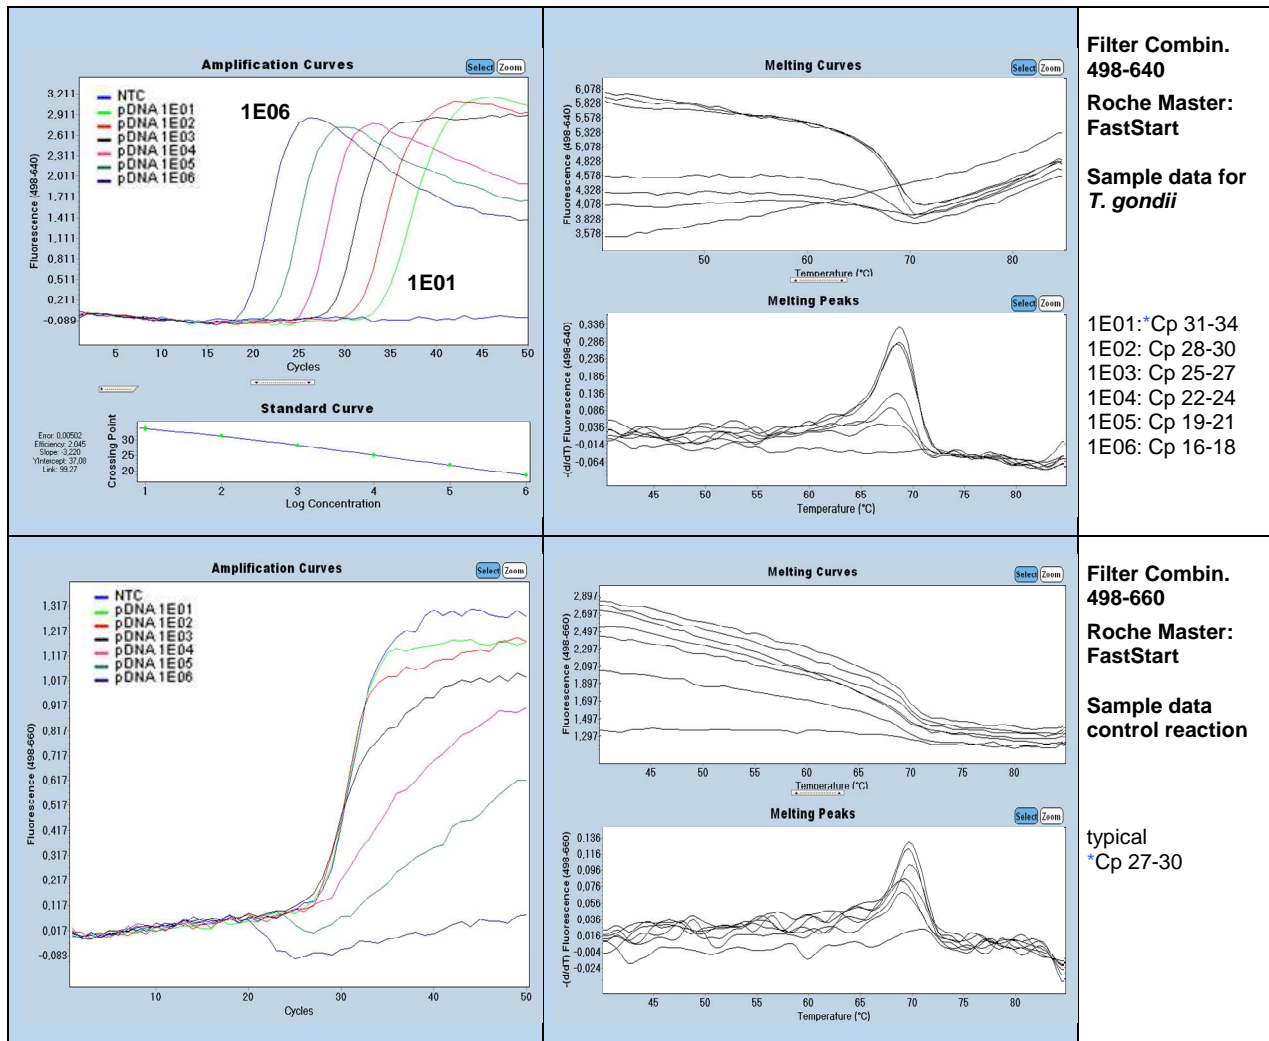 Amplification Curves
Select Zoom
3,211
2,911
2,611
2,311
2,011
1,711
1,411
1,111
0,811
0,511
0,211
-0,089
Fluorescence (498-640)
NTC
pDNA 1E01
pDNA 1E02
pDNA 1E03
pDNA 1E04
pDNA 1E05
pDNA 1E06
1E06
1E01
5 10 15 20 25 30 35 40 45 50
Cycles
Standard Curve
Error: 0,00502
Efficiency: 2.045
Slope: -3,220
YIntercept: 37,08
Link: 99.27
Crossing Point
30
25
20
1 2 3 4 5 6
Log Concentration
Melting Curves
Select Zoom
6,078
5,828
5,578
5,328
5,078
4,828
4,578
4,328
4,078
3,828
3,578
Fluorescence (498-640)
50 60 70 80
Temperature (°C)
Melting Peaks
Select Zoom
0,336
0,286
0,236
0,186
0,136
0,086
0,036
-0,014
-0,064
-(d/dT) Fluorescence (498-640)
45 50 55 60 65 70 75 80
Temperature (°C)
Filter Combin.
498-640
Roche Master:
FastStart
Sample data for
T. gondii
1E01:*Cp 31-34
1E02: Cp 28-30
1E03: Cp 25-27
1E04: Cp 22-24
1E05: Cp 19-21
1E06: Cp 16-18
Amplification Curves
Select Zoom
1,317
1,217
1,117
1,017
0,917
0,817
0,717
0,617
0,517
0,417
0,317
0,217
0,117
0,017
-0,083
Fluorescence (498-660)
NTC
pDNA 1E01
pDNA 1E02
pDNA 1E03
pDNA 1E04
pDNA 1E05
pDNA 1E06
10 20 30 40 50
Cycles
Melting Curves
Select Zoom
2,897
2,697
2,497
2,297
2,097
1,897
1,697
1,497
1,297
Fluorescence (498-660)
45 50 55 60 65 70 75 80
Temperature (°C)
Melting Peaks
Select Zoom
0,136
0,116
0,096
0,076
0,056
0,036
0,016
-0,004
-0,024
-(d/dT) Fluorescence (498-660)
45 50 55 60 65 70 75 80
Temperature (°C)
Filter Combin.
498-660
Roche Master:
FastStart
Sample data
control reaction
typical
*Cp 27-30